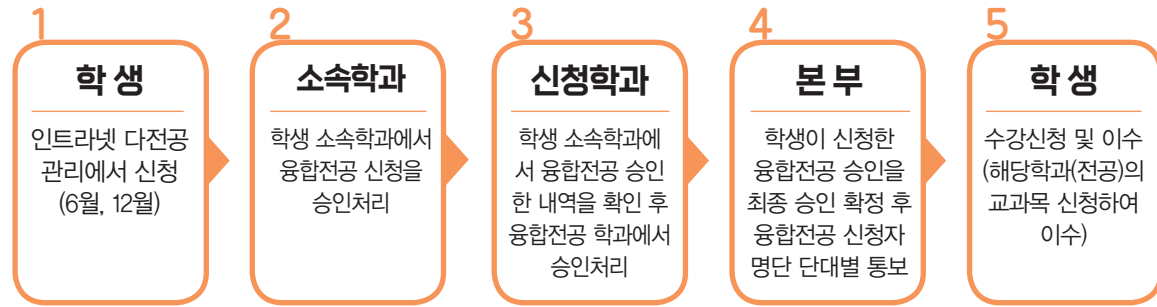 1
학 생
인트라넷 다전공
관리에서 신청
(6월, 12월)
2
소속학과
학생 소속학과에서
융합전공 신청을
승인처리
3
신청학과
학생 소속학과에
서 융합전공 승인
한 내역을 확인 후
융합전공 학과에서
승인처리
4
본 부
학생이 신청한
융합전공 승인을
최종 승인 확정 후
융합전공 신청자
명단 단대별 통보
5
학 생
수강신청 및 이수
(해당학과(전공)의
교과목 신청하여
이수)